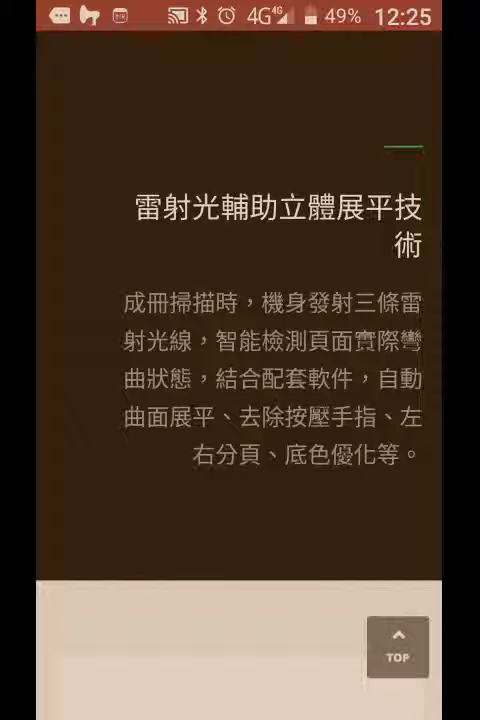 4G 4G 49% 12:25
雷射光輔助立體展平技
術
成冊掃描時，機身發射三條雷
射光線，智能檢測頁面實際彎
曲狀態，結合配套軟件，自動
曲面展平、去除按壓手指、左
右分頁、底色優化等。
TOP